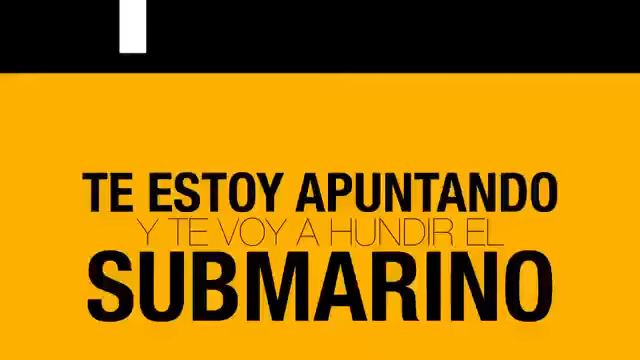 TE ESTOY APUNTANDO
Y TE VOY A HUNDIR EL
SUBMARINO